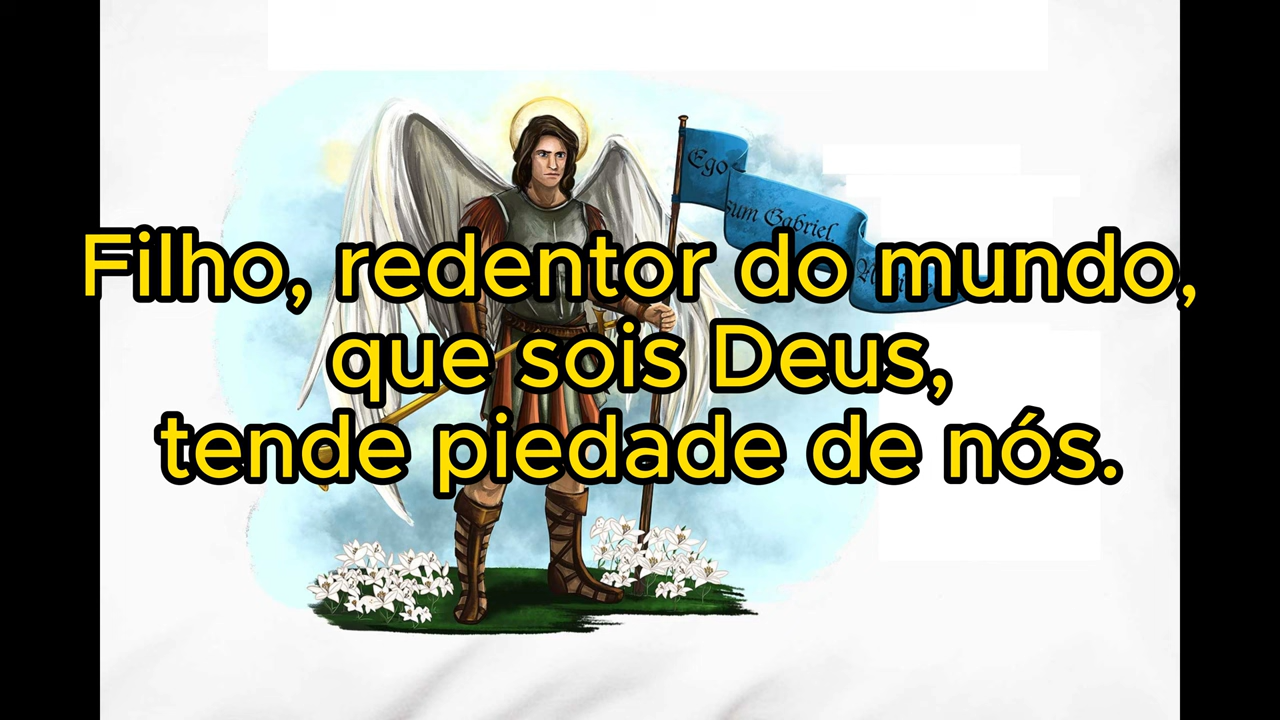 Ego
sum Gabriel.
Filho, redentor do mundo,
que sois Deus,
tende piedade de nós.